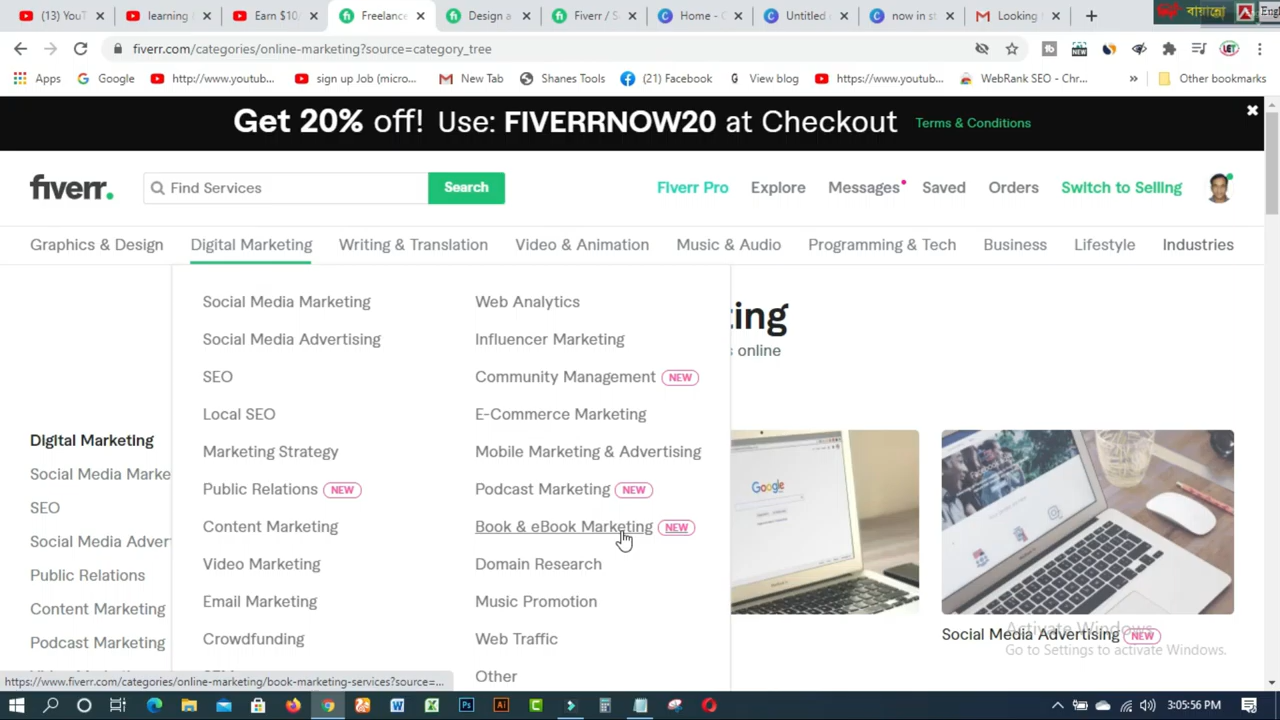 (23) YouT
learning
Earn $10.
Freelance
Design
Fiverr / S
Home - C
Untitled
now in
Looking
বায়ান্নো
Engl
fiverr.com/categories/online-marketing?source=category_tree
Apps
Google
http://www.youtub...
sign up Job (micro...
New Tab
Shanes Tools
(21) Facebook
View blog
https://www.youtu...
WebRank SEO - Chr...
»
Other bookmarks
Get 20% off! Use: FIVERRNOW20 at Checkout
Terms & Conditions
fiverr.
Find Services
Search
Fiverr Pro
Explore
Messages
Saved
Orders
Switch to Selling
Graphics & Design
Digital Marketing
Writing & Translation
Video & Animation
Music & Audio
Programming & Tech
Business
Lifestyle
Industries
Social Media Marketing
Social Media Advertising
SEO
Local SEO
Marketing Strategy
Public Relations NEW
Content Marketing
Video Marketing
Email Marketing
Crowdfunding
Web Analytics
Influencer Marketing
Community Management NEW
E-Commerce Marketing
Mobile Marketing & Advertising
Podcast Marketing NEW
Book & eBook Marketing NEW
Domain Research
Music Promotion
Web Traffic
Other
ting
s online
Digital Marketing
Social Media Marke
SEO
Social Media Adver
Public Relations
Content Marketing
Podcast Marketing
Google
Social Media Advertising NEW
Activate Windows
Go to Settings to activate Windows.
https://www.fiverr.com/categories/online-marketing/book-marketing-services?source=...
3:05:56 PM